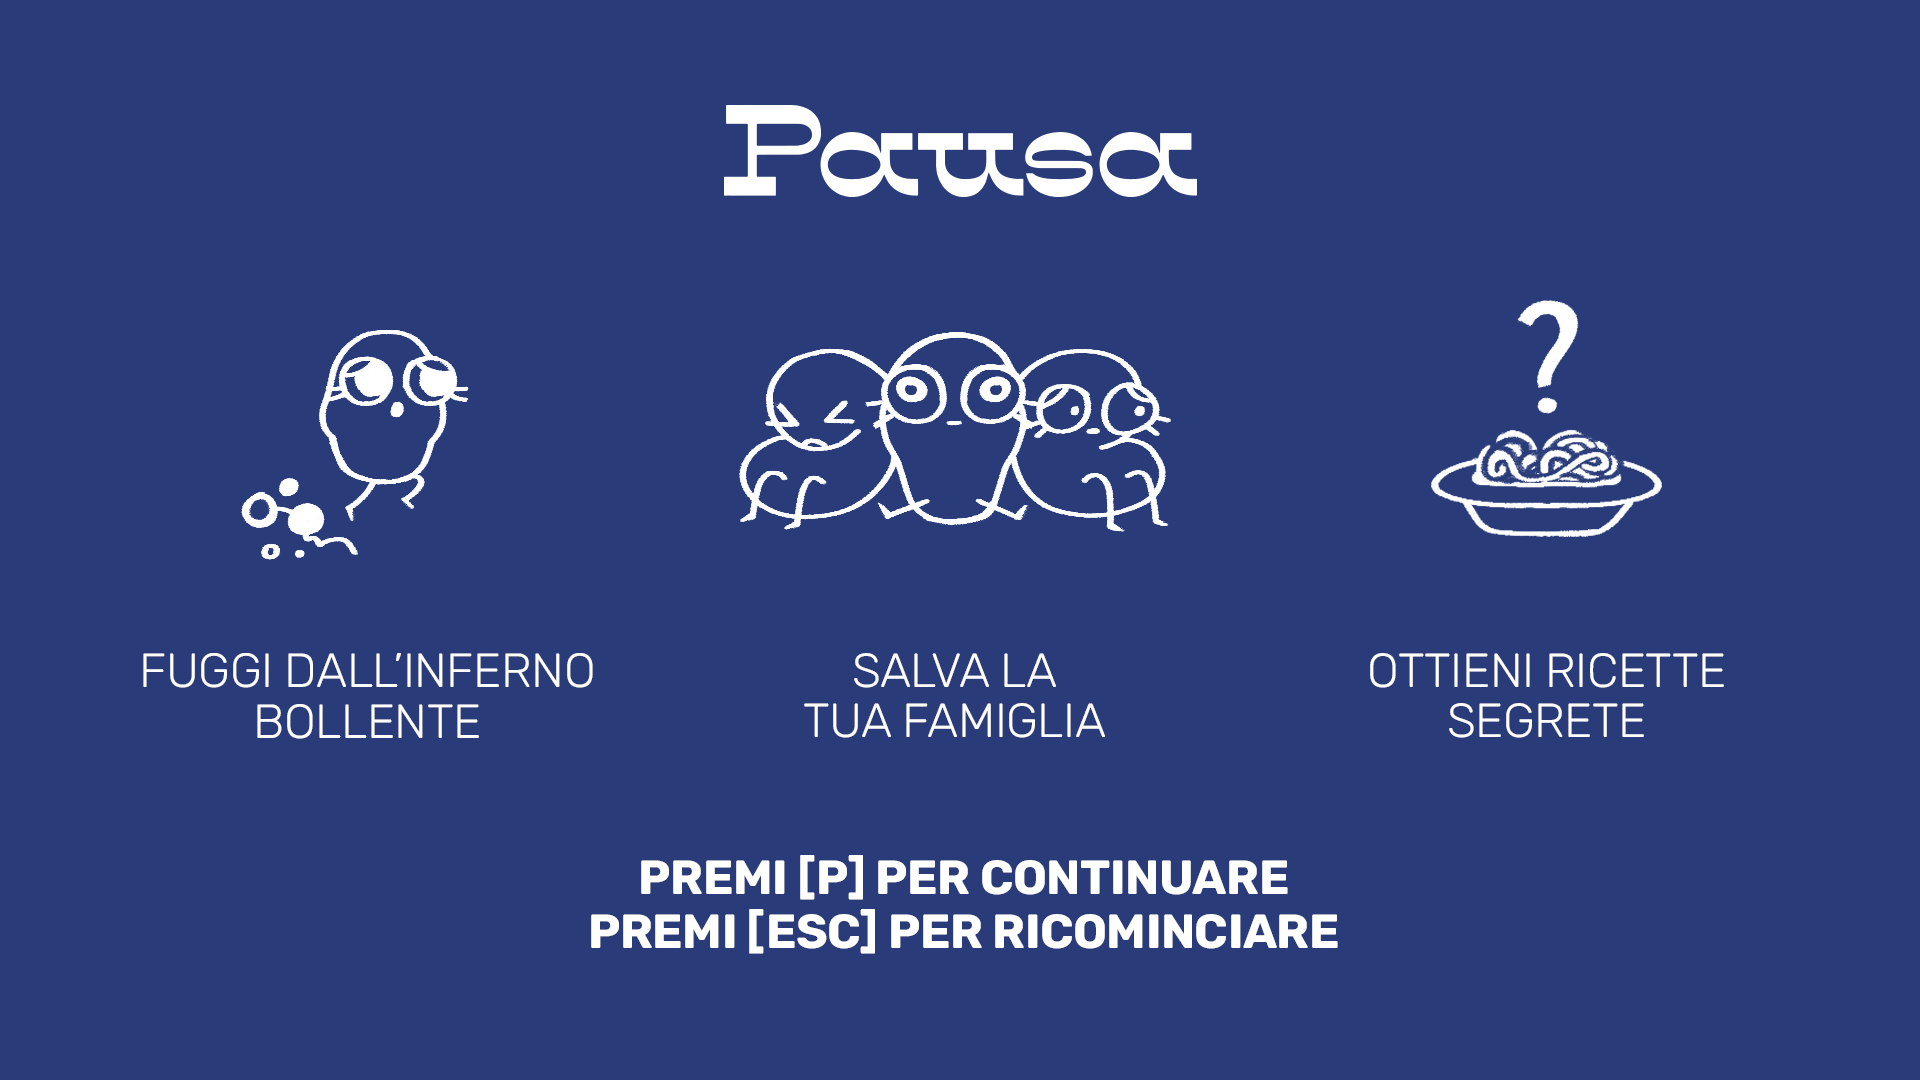 Pausa
FUGGI DALL’INFERNO
BOLLENTE
SALVA LA
TUA FAMIGLIA
?
OTTIENI RICETTE
SEGRETE
PREMI [P] PER CONTINUARE
PREMI [ESC] PER RICOMINCIARE